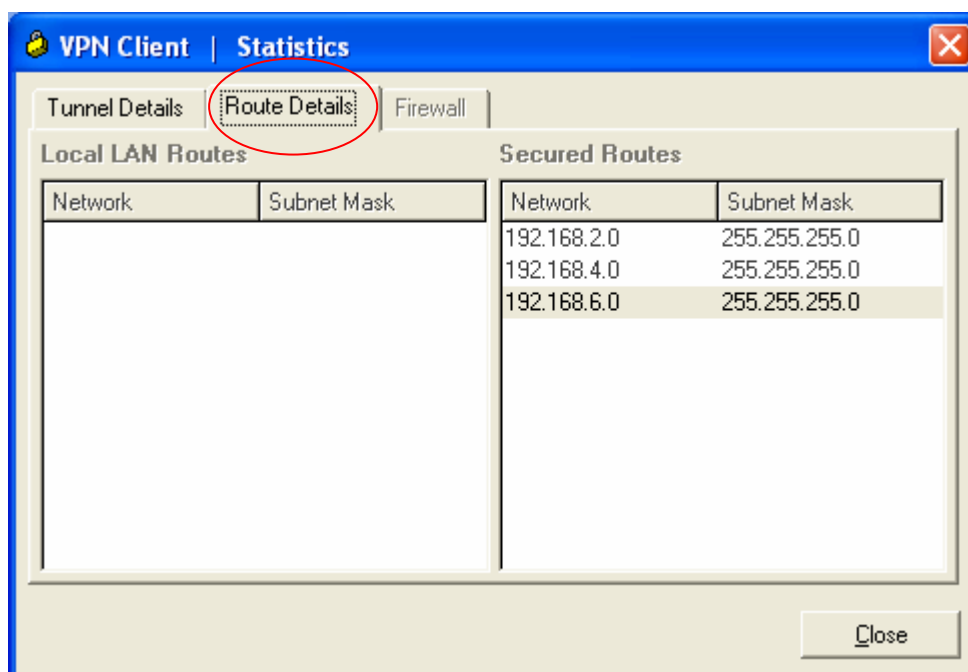 VPN Client | Statistics
Tunnel Details Route Details Firewall
Local LAN Routes Secured Routes
Network Subnet Mask Network Subnet Mask
192.168.2.0 255.255.255.0
192.168.4.0 255.255.255.0
192.168.6.0 255.255.255.0
Close